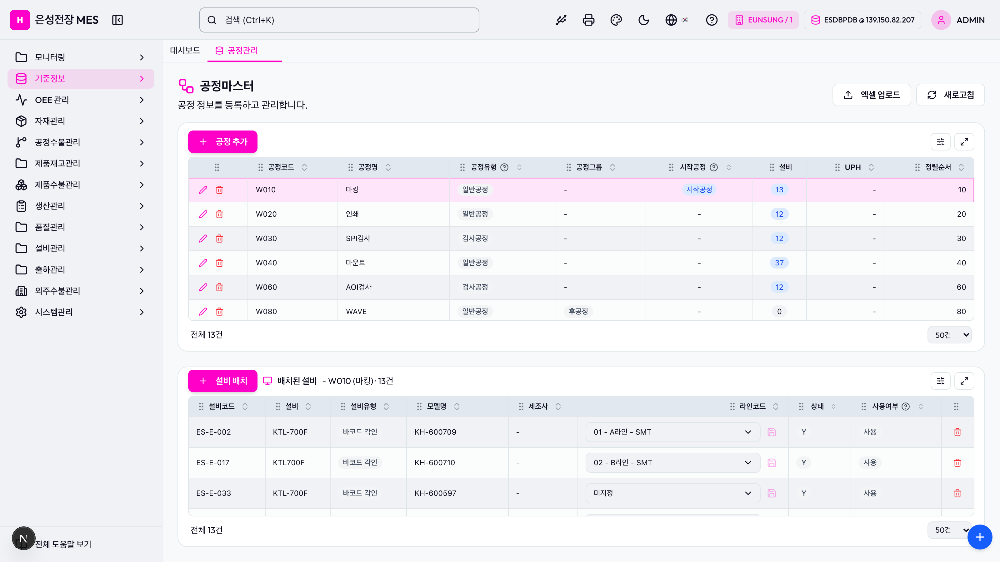 H 은성전장 MES 검색 (Ctrl+K) EUNSUNG / 1 ESDBPDB @ 139.150.82.207 ADMIN
모니터링
기준정보
OEE 관리
자재관리
공정수불관리
제품재고관리
제품수불관리
생산관리
품질관리
설비관리
출하관리
외주수불관리
시스템관리
N 전체 도움말 보기
대시보드 공정관리
공정마스터
공정 정보를 등록하고 관리합니다.
엑셀 업로드 새로고침
공정 추가
공정코드 공정명 공정유형 공정그룹 시작공정 설비 UPH 정렬순서
W010 마킹 일반공정 - 시작공정 13 - 10
W020 인쇄 일반공정 - - 12 - 20
W030 SPI검사 검사공정 - - 12 - 30
W040 마운트 일반공정 - - 37 - 40
W060 AOI검사 검사공정 - - 12 - 60
W080 WAVE 일반공정 후공정 - 0 - 80
전체 13건 50건
설비 배치 배치된 설비 - W010 (마킹) · 13건
설비코드 설비 설비유형 모델명 제조사 라인코드 상태 사용여부
ES-E-002 KTL-700F 바코드 각인 KH-600709 - 01 - A라인 - SMT Y 사용
ES-E-017 KTL700F 바코드 각인 KH-600710 - 02 - B라인 - SMT Y 사용
ES-E-033 KTL-700F 바코드 각인 KH-600597 - 미지정 Y 사용
전체 13건 50건